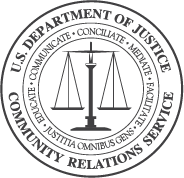 U.S. DEPARTMENT OF JUSTICE
COMMUNITY RELATIONS SERVICE
EDUCATE · COMMUNICATE · CONCILIATE · MEDIATE · FACILITATE
JUSTITIA OMNIBUS GENS